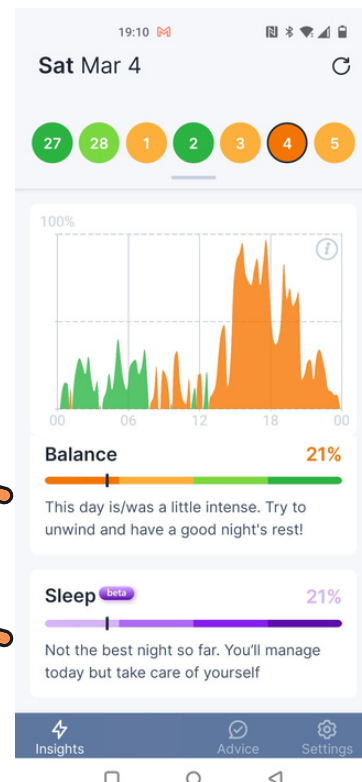 19:10
Sat Mar 4
27 28 1 2 3 4 5
100%
i
00 06 12 18 00
Balance 21%
This day is/was a little intense. Try to
unwind and have a good night's rest!
Sleep beta 21%
Not the best night so far. You'll manage
today but take care of yourself
Insights Advice Settings